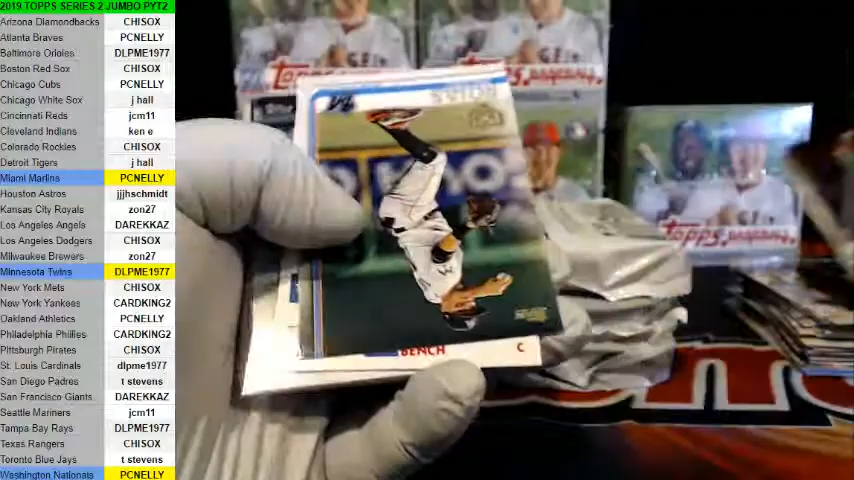 2019 TOPPS SERIES 2 JUMBO PYT2
Arizona Diamondbacks CHISOX
Atlanta Braves PCNELLY
Baltimore Orioles DLPME1977
Boston Red Sox CHISOX
Chicago Cubs PCNELLY
Chicago White Sox j hall
Cincinnati Reds jcm11
Cleveland Indians ken e
Colorado Rockies CHISOX
Detroit Tigers j hall
Miami Marlins PCNELLY
Houston Astros jjjhschmidt
Kansas City Royals zon27
Los Angeles Angels DAREKKAZ
Los Angeles Dodgers CHISOX
Milwaukee Brewers zon27
Minnesota Twins DLPME1977
New York Mets CHISOX
New York Yankees CARDKING2
Oakland Athletics PCNELLY
Philadelphia Phillies CARDKING2
Pittsburgh Pirates CHISOX
St. Louis Cardinals dlpme1977
San Diego Padres t stevens
San Francisco Giants DAREKKAZ
Seattle Mariners jcm11
Tampa Bay Rays DLPME1977
Texas Rangers CHISOX
Toronto Blue Jays t stevens
Washington Nationals PCNELLY
topps
topps
BENCH C